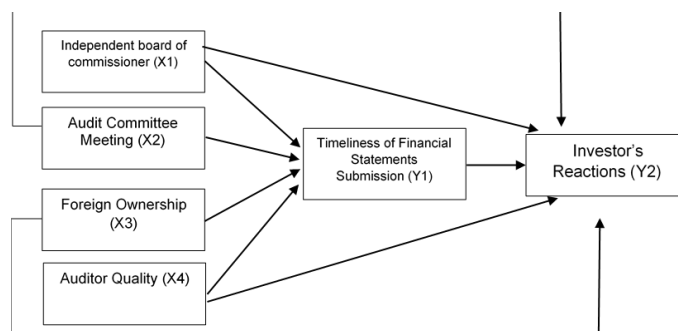 Independent board of
commissioner (X1)
Audit Committee
Meeting (X2)
Timeliness of Financial
Statements
Submission (Y1)
Investor's
Reactions (Y2)
Foreign Ownership
(X3)
Auditor Quality (X4)